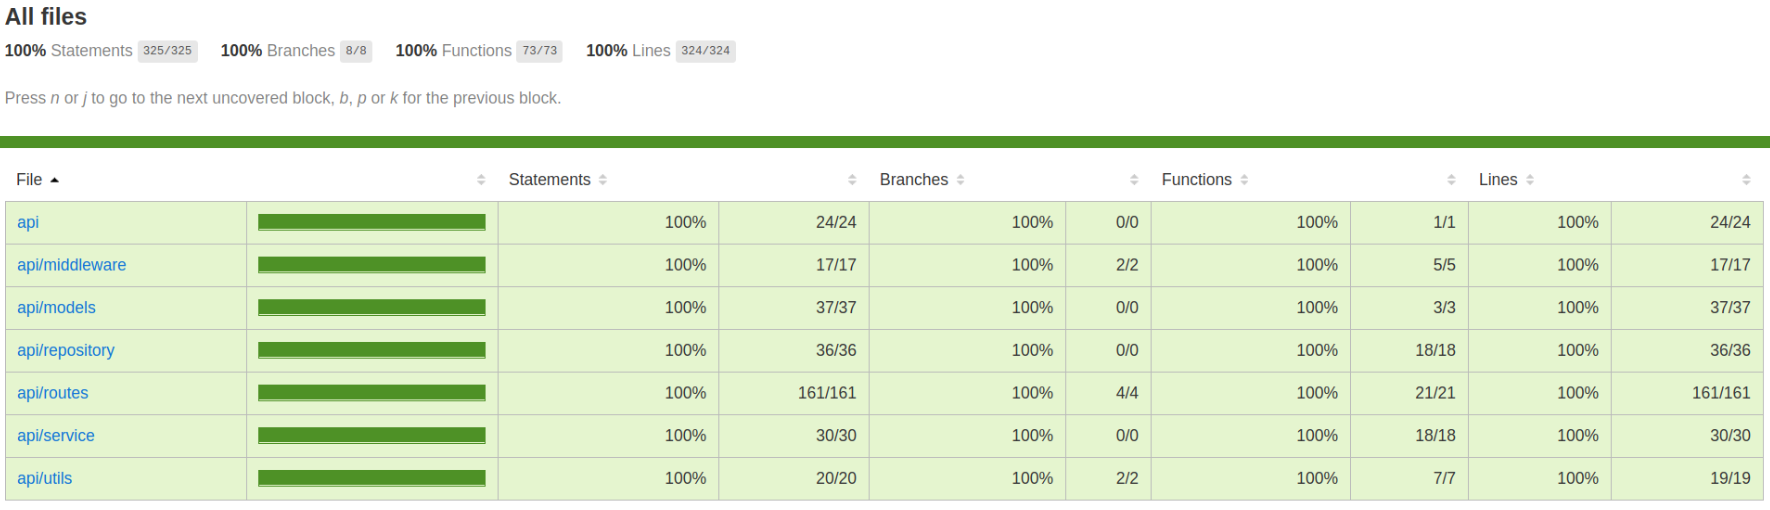 All files
100% Statements 325/325 100% Branches 8/8 100% Functions 73/73 100% Lines 324/324
Press n or j to go to the next uncovered block, b, p or k for the previous block.
File Statements Branches Functions Lines
api 100% 24/24 100% 0/0 100% 1/1 100% 24/24
api/middleware 100% 17/17 100% 2/2 100% 5/5 100% 17/17
api/models 100% 37/37 100% 0/0 100% 3/3 100% 37/37
api/repository 100% 36/36 100% 0/0 100% 18/18 100% 36/36
api/routes 100% 161/161 100% 4/4 100% 21/21 100% 161/161
api/service 100% 30/30 100% 0/0 100% 18/18 100% 30/30
api/utils 100% 20/20 100% 2/2 100% 7/7 100% 19/19